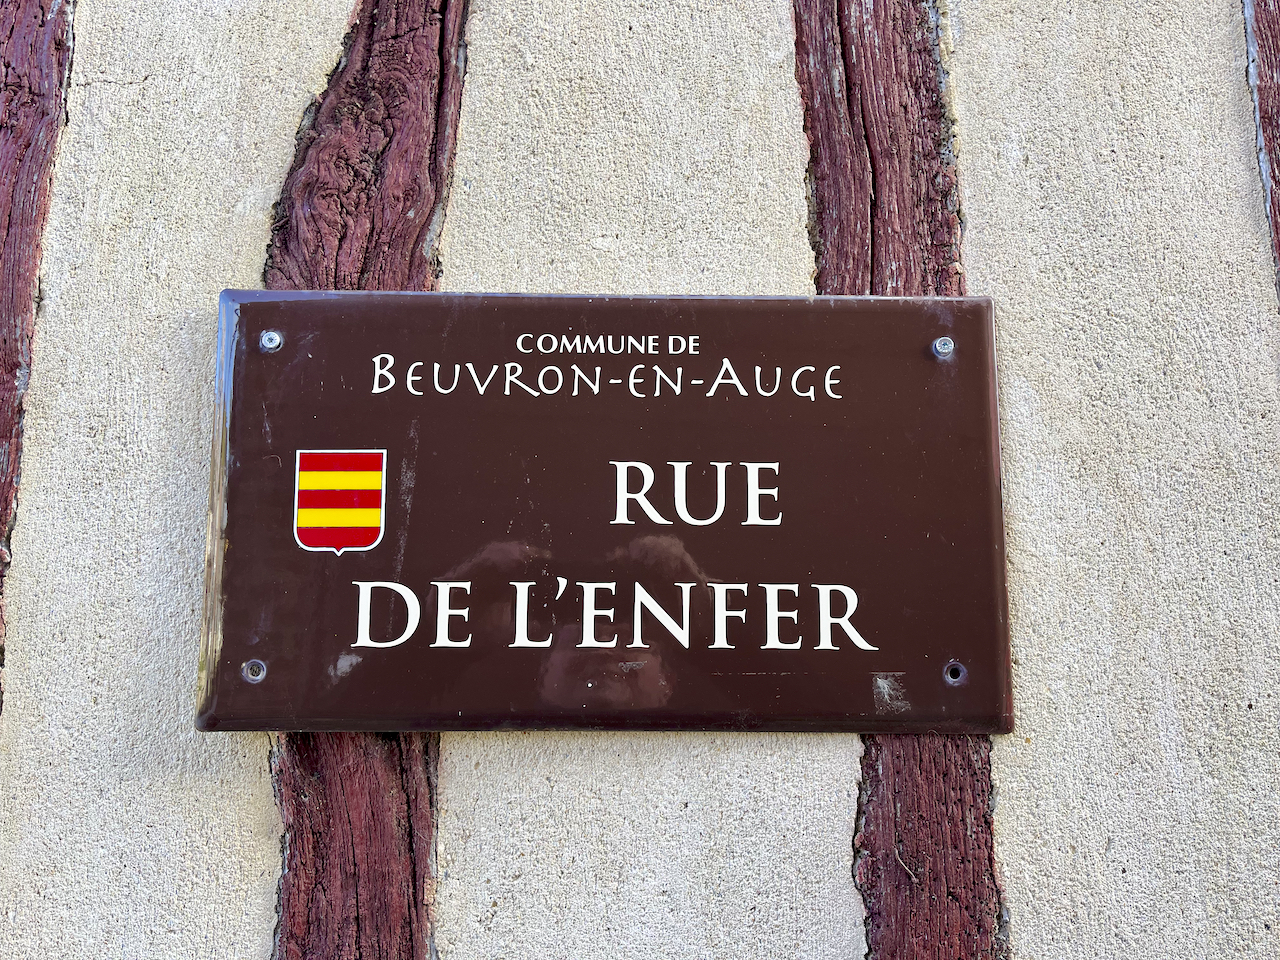 COMMUNE DE
BEUVRON-EN-AUGE
RUE
DE L'ENFER